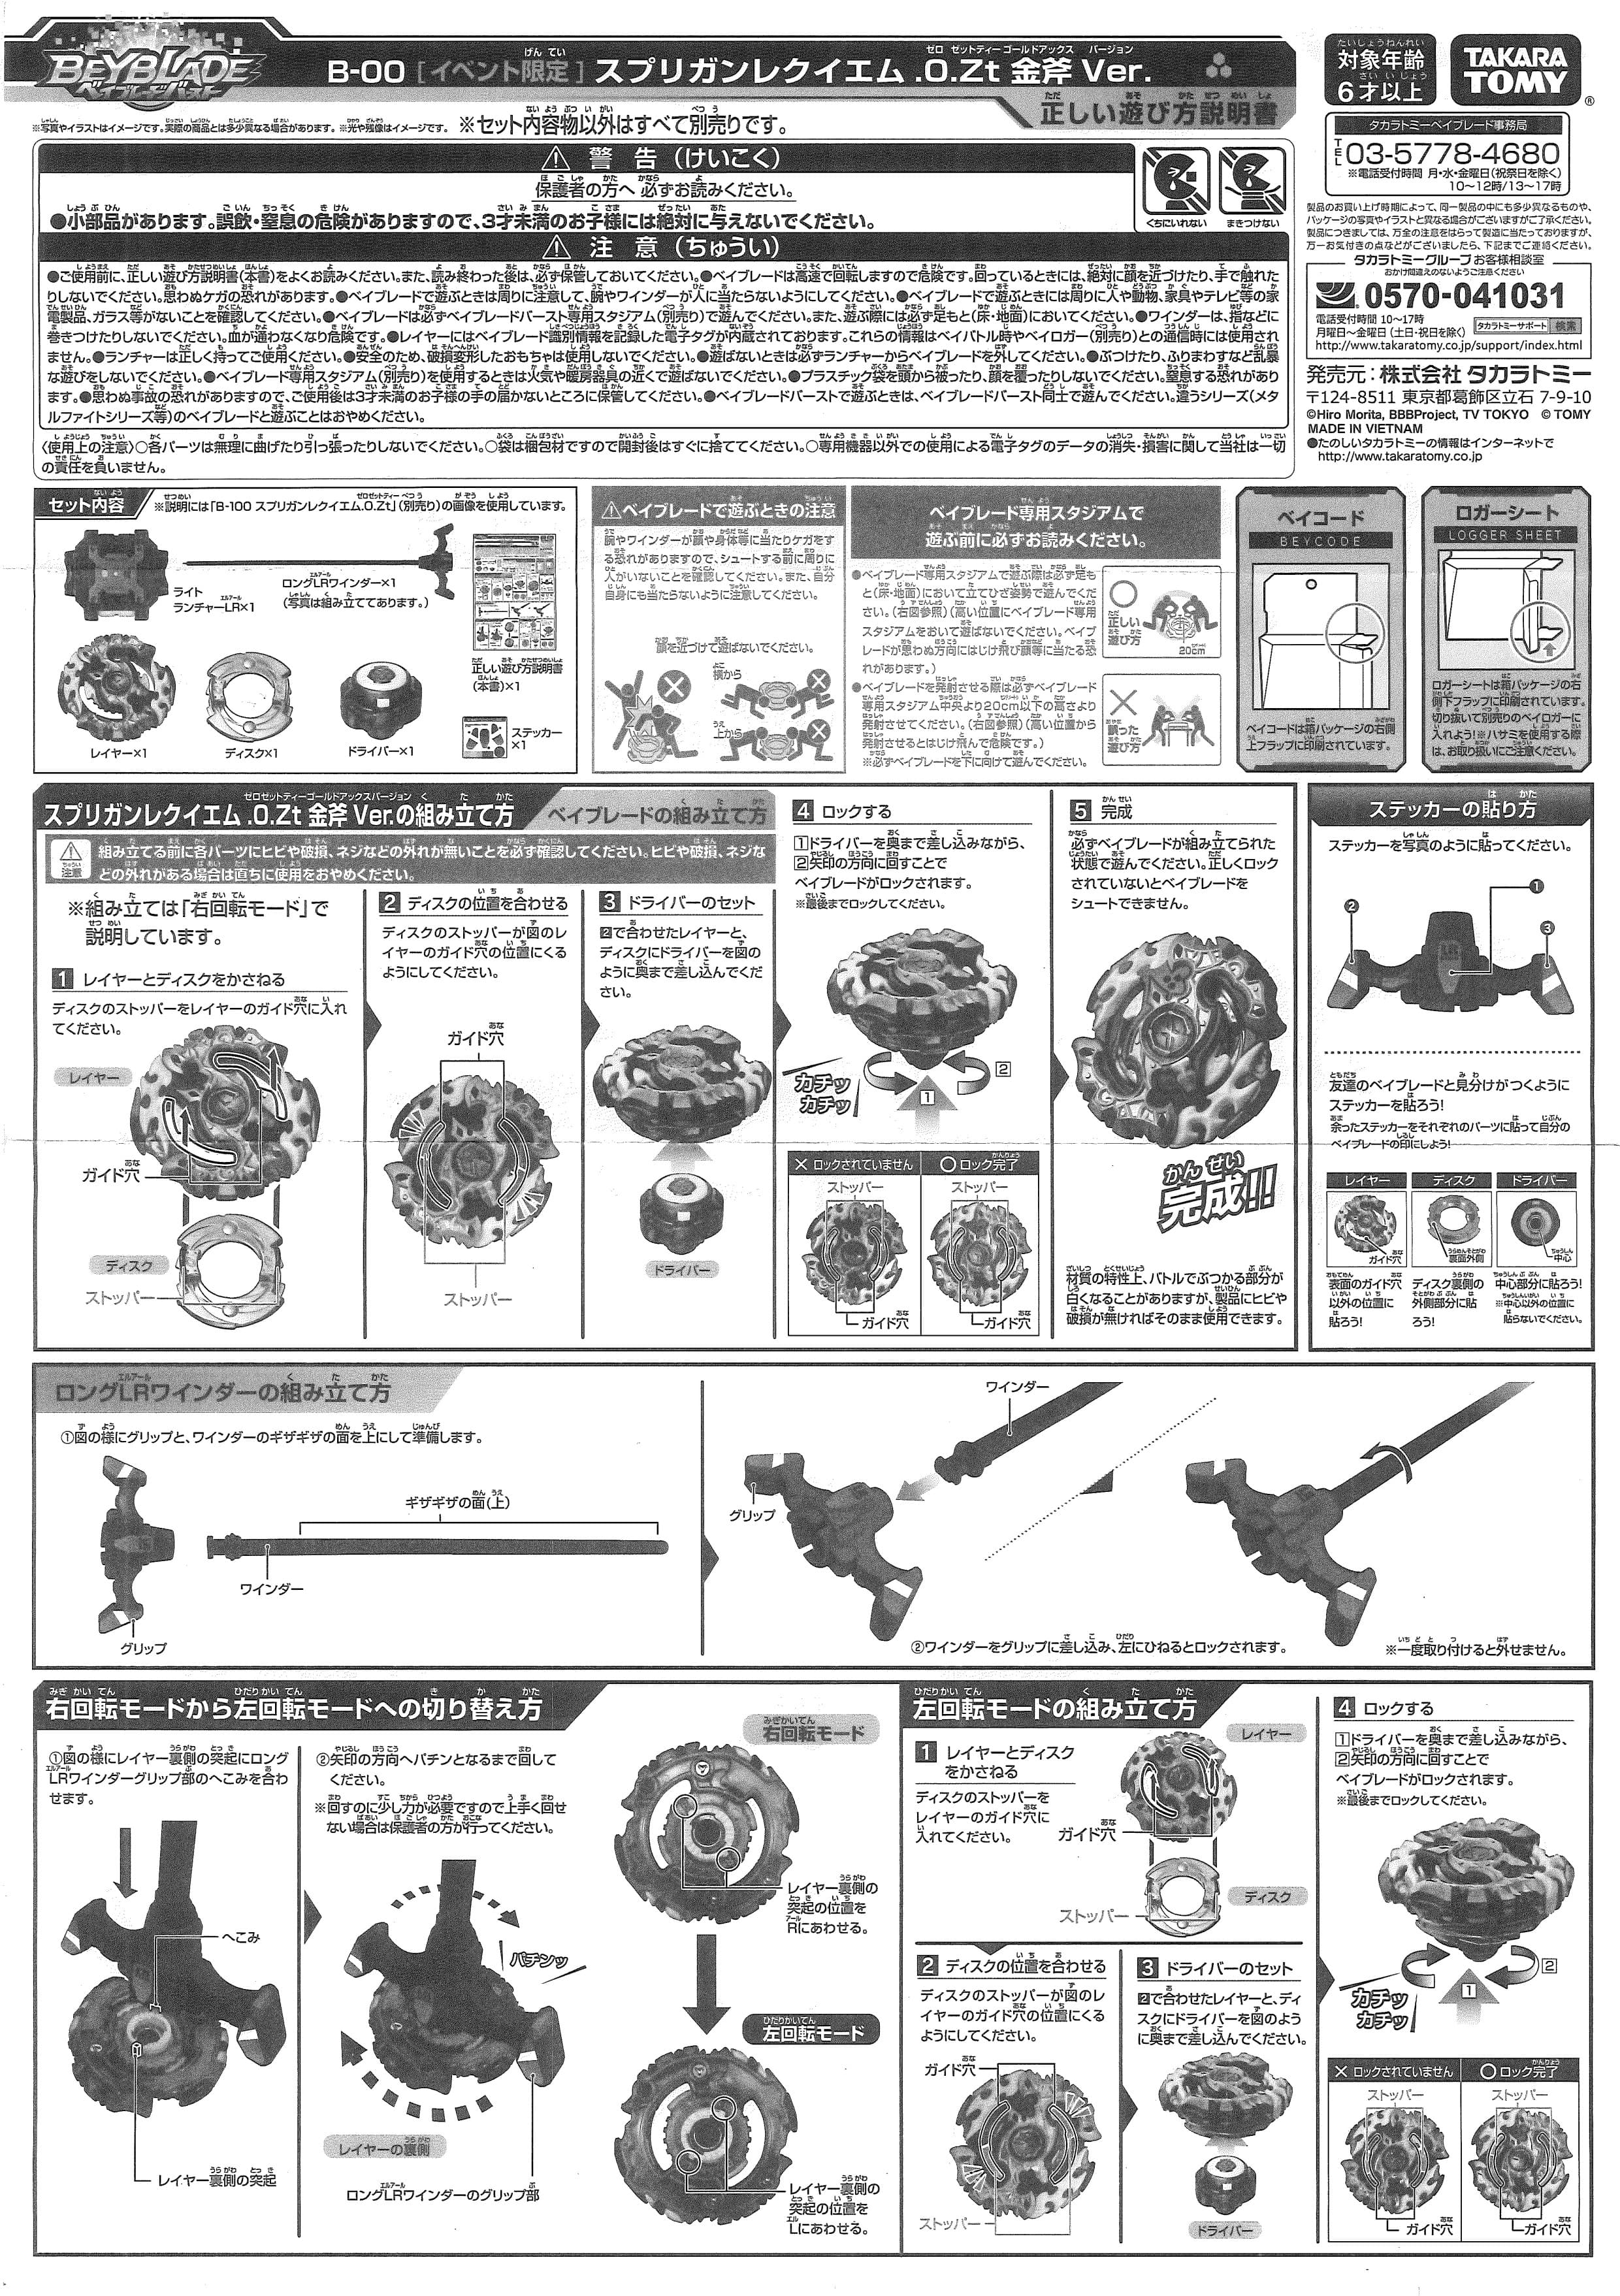 BEYBLADE
ベイブレードバースト
B-00 [イベント限定] スプリガンレクイエム .0.Zt 金斧 Ver.
正しい遊び方説明書
対象年齢
6才以上
TAKARA
TOMY
®
※写真やイラストはイメージです。実際の商品とは多少異なる場合があります。 ※光や残像はイメージです。 ※セット内容物以外はすべて別売りです。
タカラトミーベイブレード事務局
TEL 03-5778-4680
※電話受付時間 月・水・金曜日(祝祭日を除く)
10～12時/13～17時
⚠ 警 告 (けいこく)
保護者の方へ 必ずお読みください。
●小部品があります。誤飲・窒息の危険がありますので、3才未満のお子様には絶対に与えないでください。
くちにいれない
まきつけない
⚠ 注 意 (ちゅうい)
●ご使用前に、正しい遊び方説明書(本書)をよくお読みください。また、読み終わった後は、必ず保管しておいてください。●ベイブレードは高速で回転しますので危険です。回っているときには、絶対に顔を近づけたり、手で触れた
りしないでください。思わぬケガの恐れがあります。●ベイブレードで遊ぶときは周りに注意して、腕やワインダーが人に当たらないようにしてください。●ベイブレードで遊ぶときには周りに人や動物、家具やテレビ等の家
電製品、ガラス等がないことを確認してください。●ベイブレードは必ずベイブレードバースト専用スタジアム(別売り)で遊んでください。また、遊ぶ際には必ず足もと(床・地面)においてください。●ワインダーは、指などに
巻きつけたりしないでください。血が通わなくなり危険です。●レイヤーにはベイブレード識別情報を記録した電子タグが内蔵されております。これらの情報はベイバトル時やベイロガー(別売り)との通信時には使用され
ません。●ランチャーは正しく持ってご使用ください。●安全のため、破損変形したおもちゃは使用しないでください。●遊ばないときは必ずランチャーからベイブレードを外してください。●ぶつけたり、ふりまわすなど乱暴
な遊びをしないでください。●ベイブレード専用スタジアム(別売り)を使用するときは火気や暖房器具の近くで遊ばないでください。●プラスチック袋を頭から被ったり、顔を覆ったりしないでください。窒息する恐れがあり
ます。●思わぬ事故の恐れがありますので、ご使用後は3才未満のお子様の手の届かないところに保管してください。●ベイブレードバーストで遊ぶときは、ベイブレードバースト同士で遊んでください。違うシリーズ(メタ
ルファイトシリーズ等)のベイブレードと遊ぶことはおやめください。
〈使用上の注意〉○各パーツは無理に曲げたり引っ張ったりしないでください。○袋は梱包材ですので開封後はすぐに捨ててください。○専用機器以外での使用による電子タグのデータの消失・損害に関して当社は一切
の責任を負いません。
製品のお買い上げ時期によって、同一製品の中にも多少異なるものや、
パッケージの写真やイラストと異なる場合がございますがご了承ください。
製品につきましては、万全の注意をはらって製造に当たっておりますが、
万一お気付きの点などがございましたら、下記までご連絡ください。
タカラトミーグループお客様相談室
おかけ間違えのないようご注意ください
0570-041031
電話受付時間 10～17時
月曜日～金曜日(土日・祝日を除く)
タカラトミーサポート 検索
http://www.takaratomy.co.jp/support/index.html
発売元:株式会社 タカラトミー
〒124-8511 東京都葛飾区立石 7-9-10
©Hiro Morita, BBBProject, TV TOKYO © TOMY
MADE IN VIETNAM
●たのしいタカラトミーの情報はインターネットで
http://www.takaratomy.co.jp
セット内容
※説明には「B-100 スプリガンレクイエム.0.Zt」(別売り)の画像を使用しています。
ライト
ランチャーLR×1
ロングLRワインダー×1
(写真は組み立ててあります。)
正しい遊び方説明書
(本書)×1
レイヤー×1
ディスク×1
ドライバー×1
ステッカー
×1
⚠ベイブレードで遊ぶときの注意
腕やワインダーが顔や身体等に当たりケガをす
る恐れがありますので、シュートする前に周りに
人がいないことを確認してください。また、自分
自身にも当たらないように注意してください。
顔を近づけて遊ばないでください。
横から
上から
ベイブレード専用スタジアムで
遊ぶ前に必ずお読みください。
●ベイブレード専用スタジアムで遊ぶ際は必ず足も
と(床・地面)において立てひざ姿勢で遊んでくだ
さい。(右図参照)(高い位置にベイブレード専用
スタジアムをおいて遊ばないでください。ベイブ
レードが思わぬ方向にはじけ飛び顔等に当たる恐
れがあります。)
●ベイブレードを発射させる際は必ずベイブレード
専用スタジアム中央より20cm以下の高さより
発射させてください。(右図参照)(高い位置から
発射させるとはじけ飛んで危険です。)
※必ずベイブレードを下に向けて遊んでください。
正しい
遊び方
20cm
誤った
遊び方
ベイコード
BEYCODE
ベイコードは箱パッケージの右側
上フラップに印刷されています。
ロガーシート
LOGGER SHEET
ロガーシートは箱パッケージの右
側下フラップに印刷されています。
切り抜いて別売りのベイロガーに
入れよう!※ハサミを使用する際
は、お取り扱いにご注意ください。
スプリガンレクイエム .0.Zt 金斧 Ver.の組み立て方
ベイブレードの組み立て方
注意
組み立てる前に各パーツにヒビや破損、ネジなどの外れが無いことを必ず確認してください。ヒビや破損、ネジな
どの外れがある場合は直ちに使用をおやめください。
※組み立ては「右回転モード」で
説明しています。
1 レイヤーとディスクをかさねる
ディスクのストッパーをレイヤーのガイド穴に入れ
てください。
レイヤー
ガイド穴
ディスク
ストッパー
2 ディスクの位置を合わせる
ディスクのストッパーが図のレ
イヤーのガイド穴の位置にくる
ようにしてください。
ガイド穴
ストッパー
3 ドライバーのセット
2で合わせたレイヤーと、
ディスクにドライバーを図の
ように奥まで差し込んでくだ
さい。
ドライバー
4 ロックする
1ドライバーを奥まで差し込みながら、
2矢印の方向に回すことで
ベイブレードがロックされます。
※最後までロックしてください。
カチッ
カチッ
1
2
✕ ロックされていません
ストッパー
ガイド穴
○ ロック完了
ストッパー
ガイド穴
5 完成
必ずベイブレードが組み立てられた
状態で遊んでください。正しくロック
されていないとベイブレードを
シュートできません。
かんせい
完成!!
材質の特性上、バトルでぶつかる部分が
白くなることがありますが、製品にヒビや
破損が無ければそのまま使用できます。
ステッカーの貼り方
ステッカーを写真のように貼ってください。
①
②
③
友達のベイブレードと見分けがつくように
ステッカーを貼ろう!
余ったステッカーをそれぞれのパーツに貼って自分の
ベイブレードの印にしよう!
レイヤー
ガイド穴
表面のガイド穴
以外の位置に
貼ろう!
ディスク
裏面外側
ディスク裏側の
外側部分に貼
ろう!
ドライバー
中心
中心部分に貼ろう!
※中心以外の位置に
貼らないでください。
ロングLRワインダーの組み立て方
①図の様にグリップと、ワインダーのギザギザの面を上にして準備します。
ギザギザの面(上)
ワインダー
グリップ
ワインダー
グリップ
②ワインダーをグリップに差し込み、左にひねるとロックされます。
※一度取り付けると外せません。
右回転モードから左回転モードへの切り替え方
①図の様にレイヤー裏側の突起にロング
LRワインダーグリップ部のへこみを合わ
せます。
へこみ
レイヤー裏側の突起
②矢印の方向へパチンとなるまで回して
ください。
※回すのに少し力が必要ですので上手く回せ
ない場合は保護者の方が行ってください。
パチンッ
レイヤーの裏側
ロングLRワインダーのグリップ部
右回転モード
レイヤー裏側の
突起の位置を
Rにあわせる。
左回転モード
レイヤー裏側の
突起の位置を
Lにあわせる。
左回転モードの組み立て方
1 レイヤーとディスク
をかさねる
ディスクのストッパーを
レイヤーのガイド穴に
入れてください。
レイヤー
ガイド穴
ディスク
ストッパー
2 ディスクの位置を合わせる
ディスクのストッパーが図のレ
イヤーのガイド穴の位置にくる
ようにしてください。
ガイド穴
ストッパー
3 ドライバーのセット
2で合わせたレイヤーと、ディ
スクにドライバーを図のよう
に奥まで差し込んでください。
ドライバー
4 ロックする
1ドライバーを奥まで差し込みながら、
2矢印の方向に回すことで
ベイブレードがロックされます。
※最後までロックしてください。
カチッ
カチッ
1
2
✕ ロックされていません
ストッパー
ガイド穴
○ ロック完了
ストッパー
ガイド穴